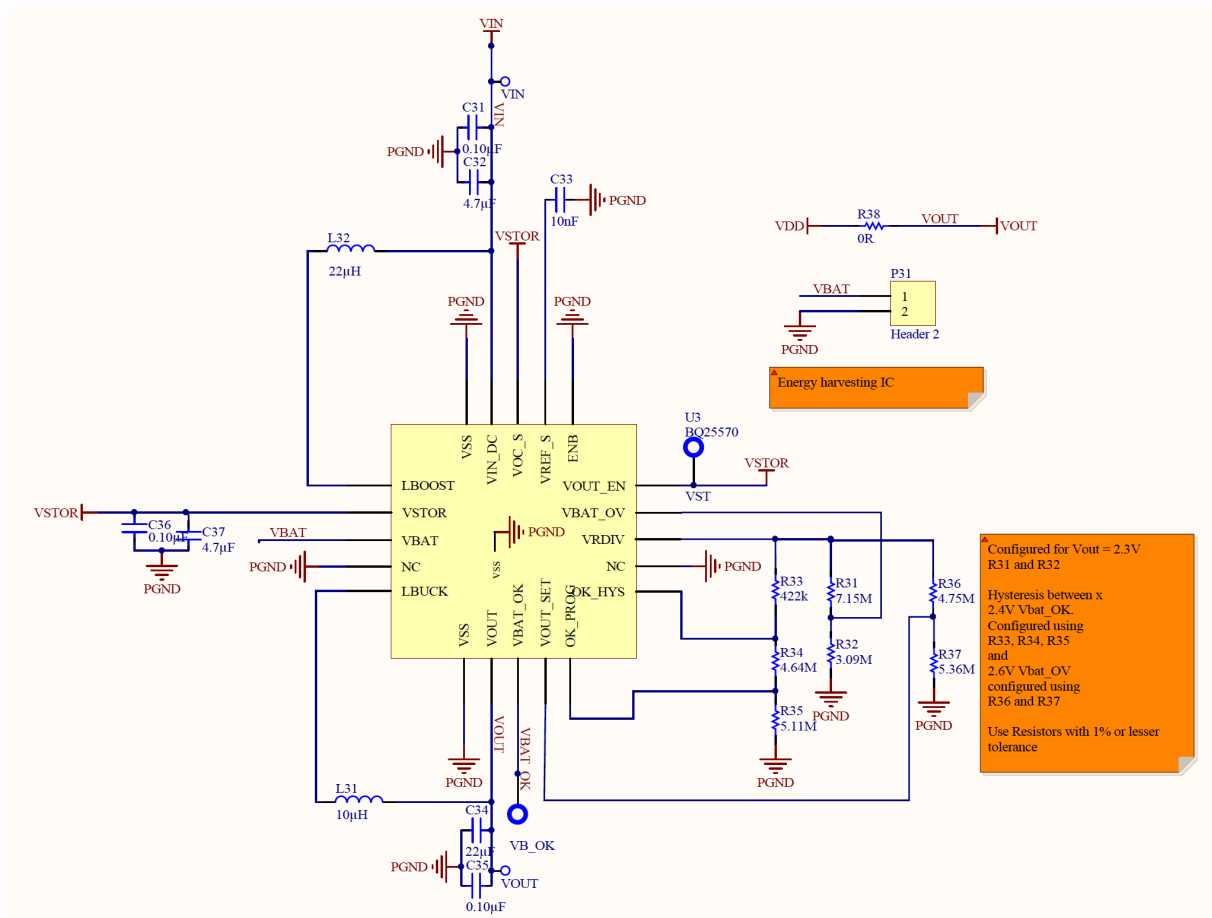 VIN
VIN
VIN
C31
0.10µF
PGND
C32
4.7µF
C33
10nF
PGND
VSTOR
L32
22µH
PGND
PGND
R38
VDD
VOUT
VOUT
0R
P31
VBAT
1
2
Header 2
PGND
Energy harvesting IC
U3
BQ25570
VSTOR
VST
VSS
VIN_DC
VOC_S
VREF_S
ENB
LBOOST
VSTOR
VBAT
NC
LBUCK
VOUT_EN
VBAT_OV
VRDIV
NC
OK_HYS
VSS
PGND
VSS
VOUT
VBAT_OK
VOUT_SET
OK_PROG
VSTOR
C36
0.10µF
C37
4.7µF
PGND
VBAT
PGND
PGND
R33
422k
R31
7.15M
R36
4.75M
R34
4.64M
R32
3.09M
R37
5.36M
R35
5.11M
PGND
PGND
PGND
Configured for Vout = 2.3V
R31 and R32
Hysteresis between x
2.4V Vbat_OK.
Configured using
R33, R34, R35
and
2.6V Vbat_OV
configured using
R36 and R37
Use Resistors with 1% or lesser
tolerance
VOUT
VBAT_OK
PGND
L31
10µH
C34
22µF
PGND
C35
0.10µF
VOUT
VB_OK